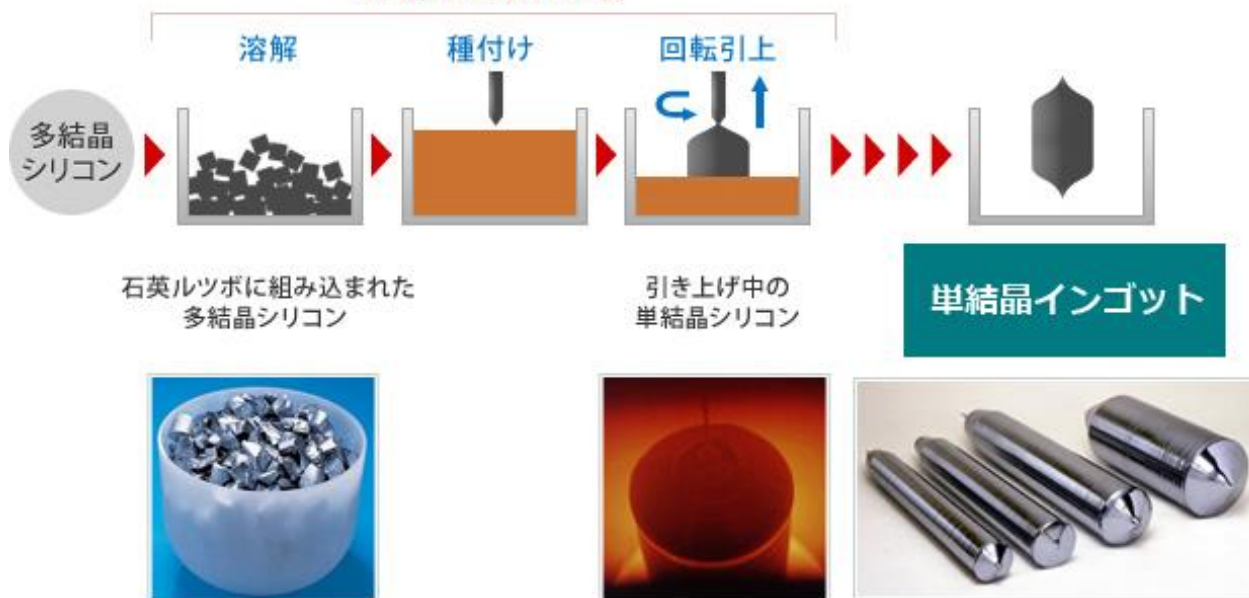 溶解
種付け
回転引上
多結晶
シリコン
石英ルツボに組み込まれた
多結晶シリコン
引き上げ中の
単結晶シリコン
単結晶インゴット